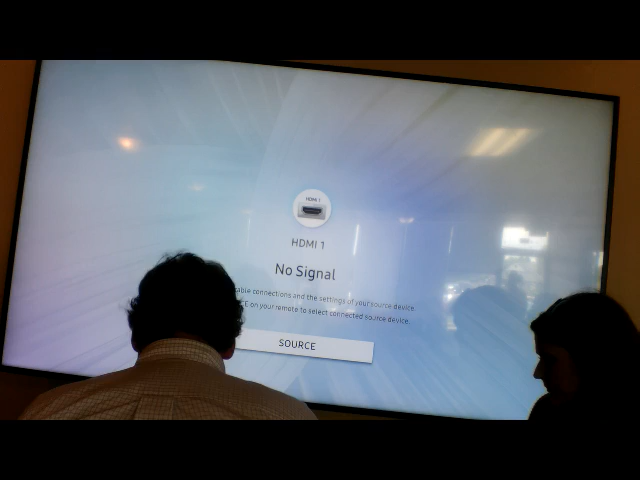 HDMI 1
HDMI 1
No Signal
cable connections and the settings of your source device.
on your remote to select connected source device.
SOURCE